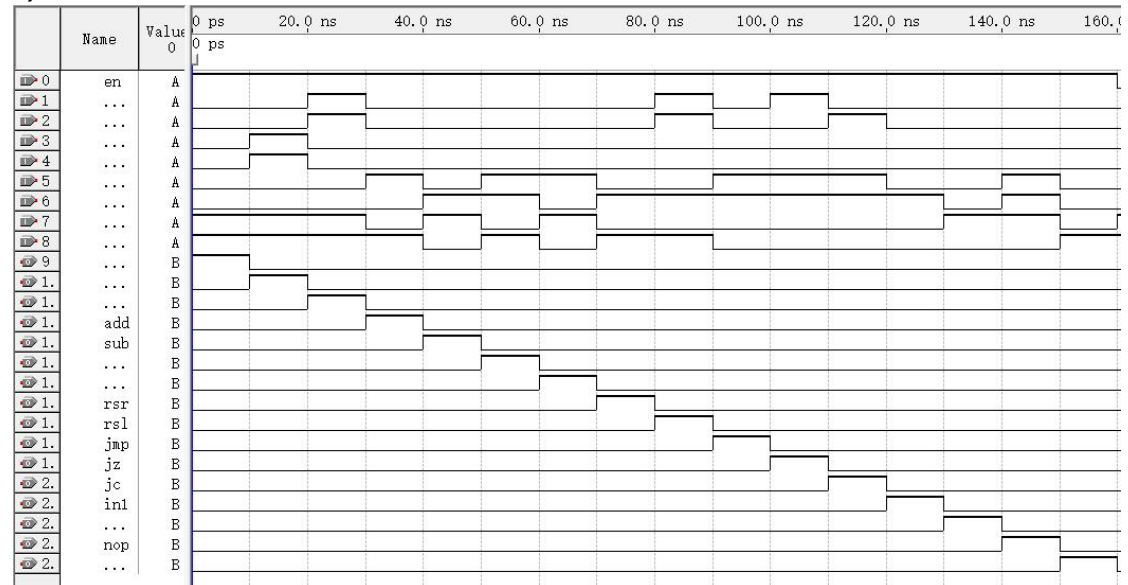 0 ps 20.0 ns 40.0 ns 60.0 ns 80.0 ns 100.0 ns 120.0 ns 140.0 ns 160.0
Name Value 0
0 ps
0 en A
1 ... A
2 ... A
3 ... A
4 ... A
5 ... A
6 ... A
7 ... A
8 ... A
9 ... B
1. ... B
1. ... B
1. add B
1. sub B
1. ... B
1. ... B
1. rsr B
1. rsl B
1. jmp B
1. jz B
2. jc B
2. in1 B
2. ... B
2. nop B
2. ... B